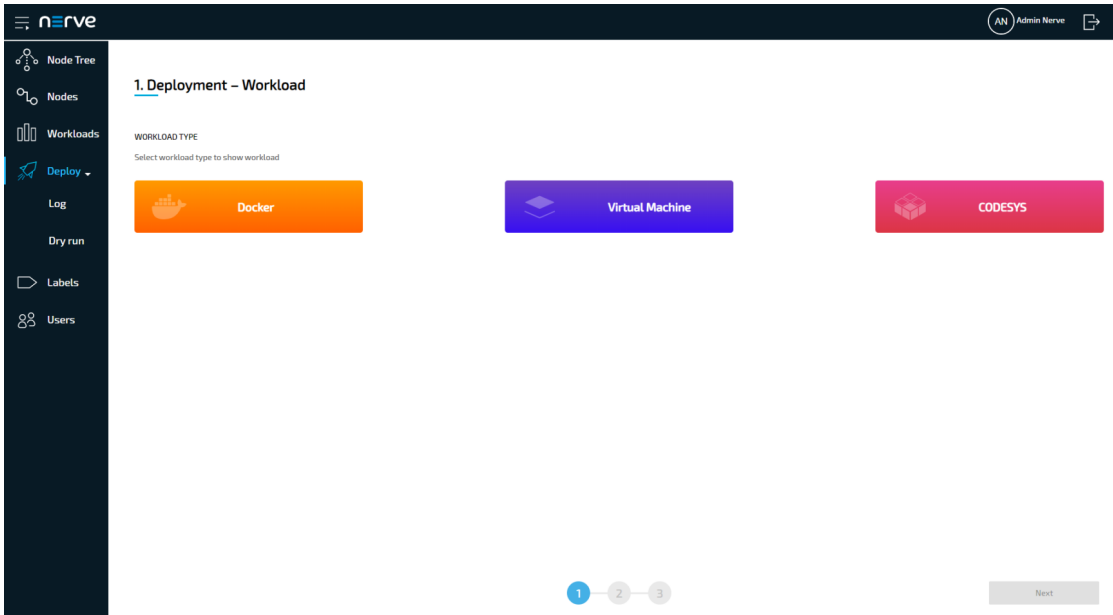 nerve
AN Admin Nerve
Node Tree
Nodes
Workloads
Deploy
Log
Dry run
Labels
Users
1. Deployment – Workload
WORKLOAD TYPE
Select workload type to show workload
Docker
Virtual Machine
CODESYS
1 2 3
Next